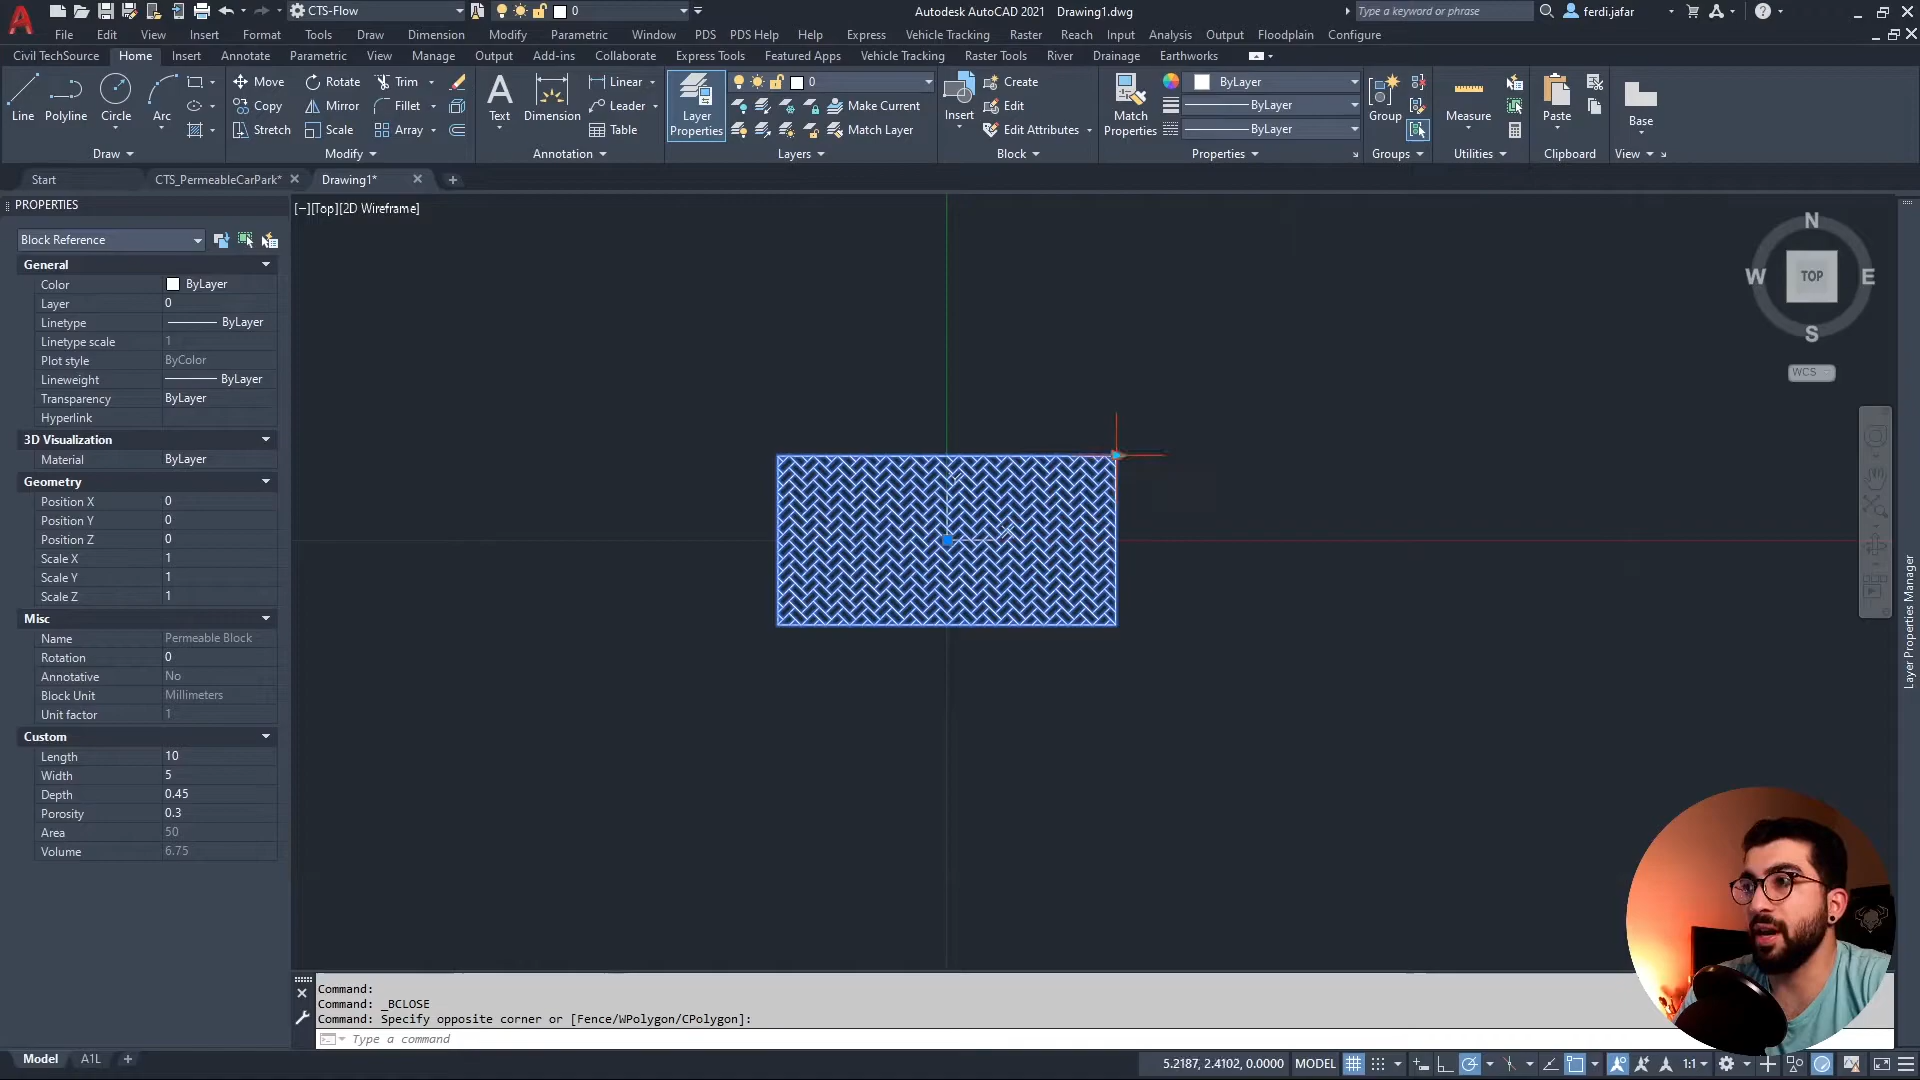 CTS-Flow 0 Autodesk AutoCAD 2021 Drawing1.dwg Type a keyword or phrase ferdi.jafar
File Edit View Insert Format Tools Draw Dimension Modify Parametric Window PDS PDS Help Help Express Vehicle Tracking Raster Reach Input Analysis Output Floodplain Configure
Civil TechSource Home Insert Annotate Parametric View Manage Output Add-ins Collaborate Express Tools Featured Apps Vehicle Tracking Raster Tools River Drainage Earthworks
Line Polyline Circle Arc
Move Rotate Trim
Copy Mirror Fillet
Stretch Scale Array
Text Dimension
Linear
Leader
Table
Layer Properties
0
Make Current
Match Layer
Insert
Create
Edit
Edit Attributes
Match Properties
ByLayer
ByLayer
ByLayer
Group
Measure
Paste
Base
Draw Modify Annotation Layers Block Properties Groups Utilities Clipboard View
Start CTS_PermeableCarPark* Drawing1*
PROPERTIES
[−][Top][2D Wireframe]
Block Reference
General
Color ByLayer
Layer 0
Linetype ByLayer
Linetype scale 1
Plot style ByColor
Lineweight ByLayer
Transparency ByLayer
Hyperlink
3D Visualization
Material ByLayer
Geometry
Position X 0
Position Y 0
Position Z 0
Scale X 1
Scale Y 1
Scale Z 1
Misc
Name Permeable Block
Rotation 0
Annotative No
Block Unit Millimeters
Unit factor 1
Custom
Length 10
Width 5
Depth 0.45
Porosity 0.3
Area 50
Volume 6.75
N
W TOP E
S
WCS
Layer Properties Manager
Command:
Command: _BCLOSE
Command: Specify opposite corner or [Fence/WPolygon/CPolygon]:
Type a command
Model A1L
5.2187, 2.4102, 0.0000 MODEL 1:1